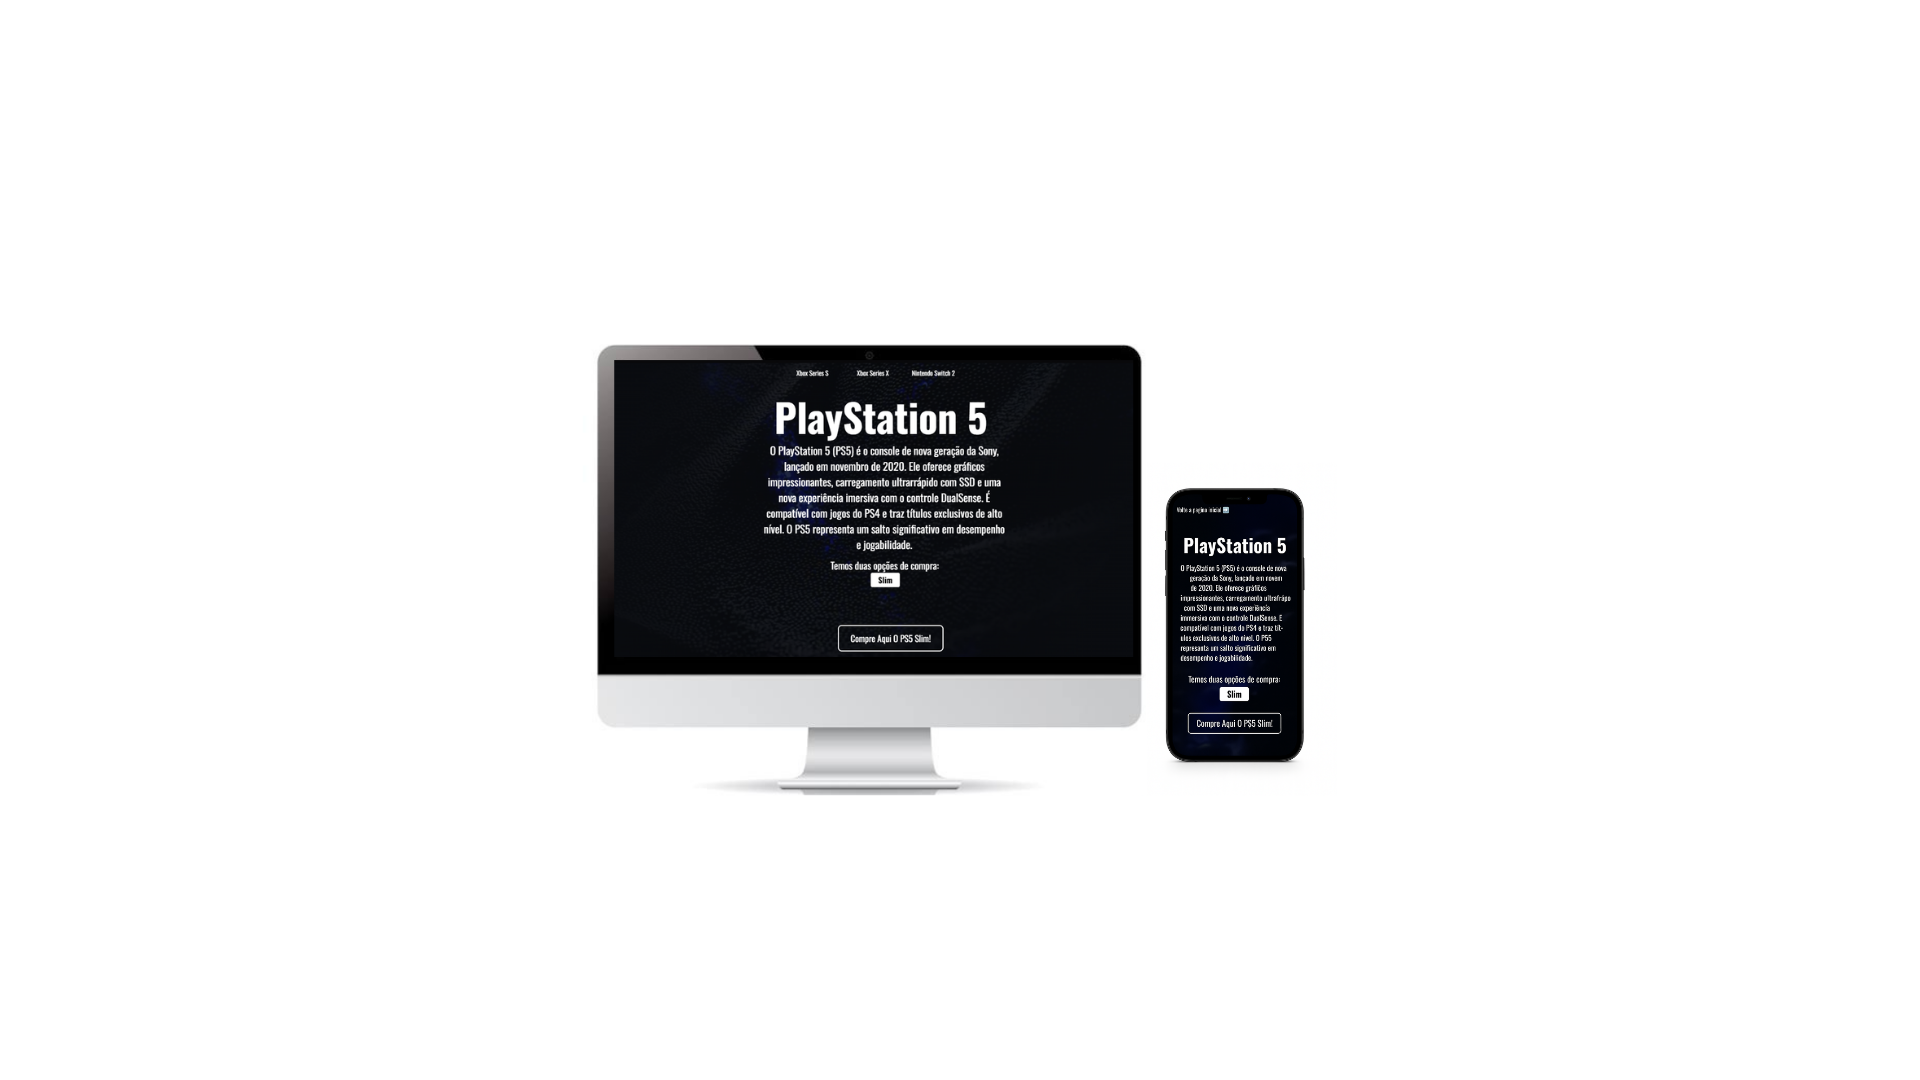 Xbox Series S Xbox Series X Nintendo Switch 2
PlayStation 5
O PlayStation 5 (PS5) é o console de nova geração da Sony,
lançado em novembro de 2020. Ele oferece gráficos
impressionantes, carregamento ultrarrápido com SSD e uma
nova experiência imersiva com o controle DualSense. É
compatível com jogos do PS4 e traz títulos exclusivos de alto
nível. O PS5 representa um salto significativo em desempenho
e jogabilidade.
Temos duas opções de compra:
Slim
Compre Aqui O PS5 Slim!
Volte a pagina inicial
PlayStation 5
O PlayStation 5 (PS5) é o console de nova
geração da Sony, lançado em novem
de 2020. Ele oferece gráficos
impressionantes, carregamento ultrafrápo
com SSD e uma nova experiência
immersiva com o controle DualSense. É
compatível com jogos do PS4 e traz tít-
ulos exclusivos de alto nível. O PS5
represanta um salto significativo em
desempenho e jogabilidade.
Temos duas opções de compra:
Slim
Compre Aqui O PS5 Slim!